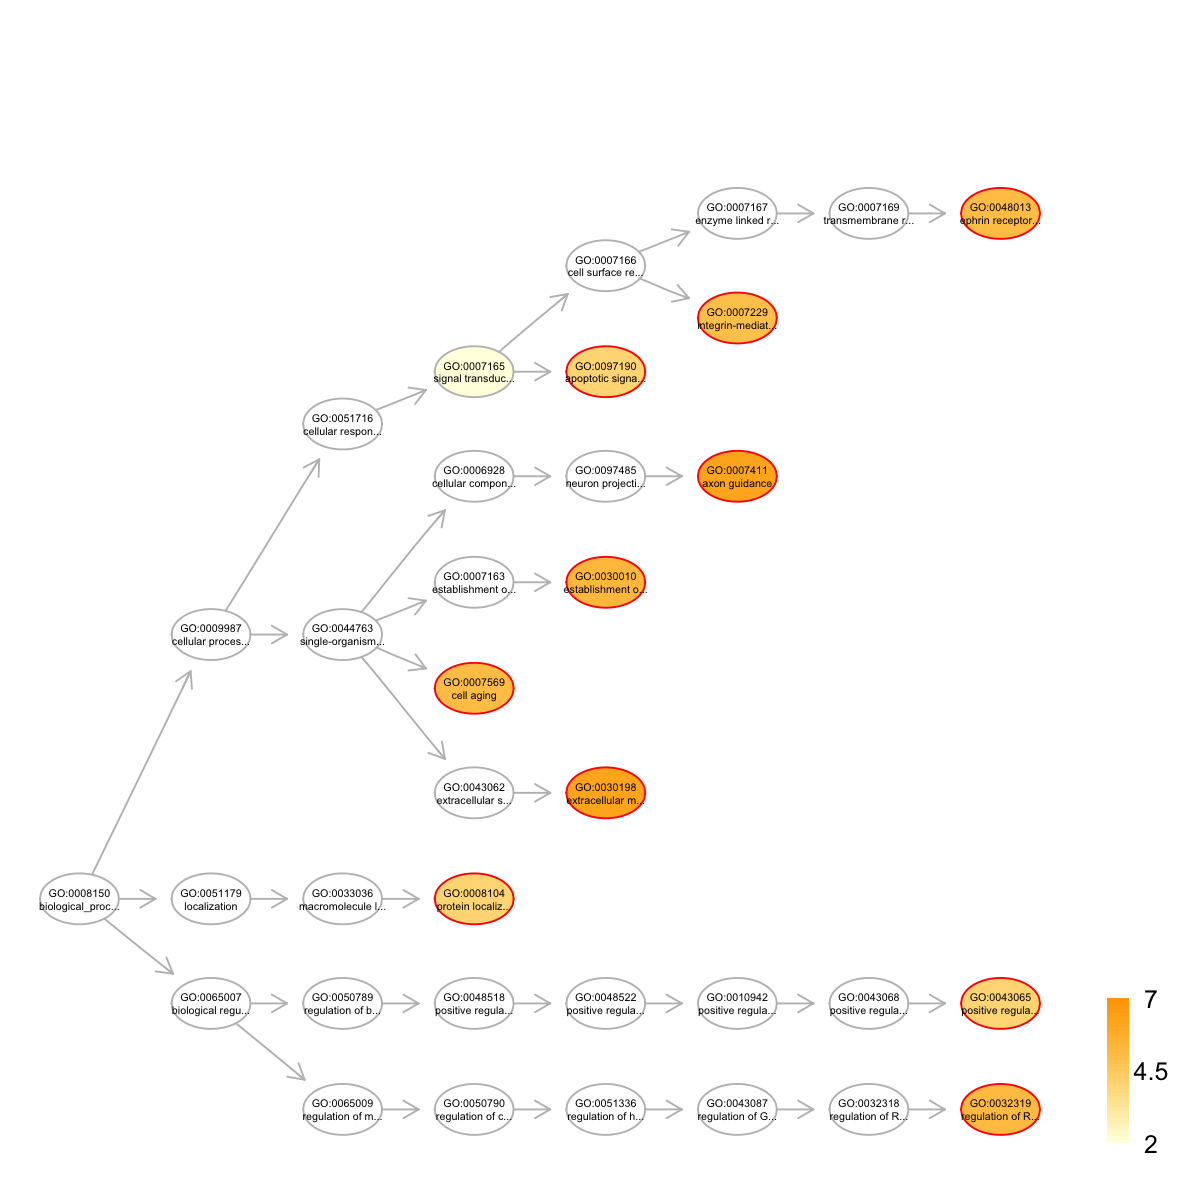 GO:0007167
enzyme linked r...
GO:0007169
transmembrane r...
GO:0048013
ephrin receptor...
GO:0007166
cell surface re...
GO:0007229
integrin-mediat...
GO:0007165
signal transduc...
GO:0097190
apoptotic signa...
GO:0051716
cellular respon...
GO:0006928
cellular compon...
GO:0097485
neuron projecti...
GO:0007411
axon guidance
GO:0007163
establishment o...
GO:0030010
establishment o...
GO:0009987
cellular proces...
GO:0044763
single-organism...
GO:0007569
cell aging
GO:0043062
extracellular s...
GO:0030198
extracellular m...
GO:0008150
biological_proc...
GO:0051179
localization
GO:0033036
macromolecule l...
GO:0008104
protein localiz...
GO:0065007
biological regu...
GO:0050789
regulation of b...
GO:0048518
positive regula...
GO:0048522
positive regula...
GO:0010942
positive regula...
GO:0043068
positive regula...
GO:0043065
positive regula...
GO:0065009
regulation of m...
GO:0050790
regulation of c...
GO:0051336
regulation of h...
GO:0043087
regulation of G...
GO:0032318
regulation of R...
GO:0032319
regulation of R...
7
4.5
2